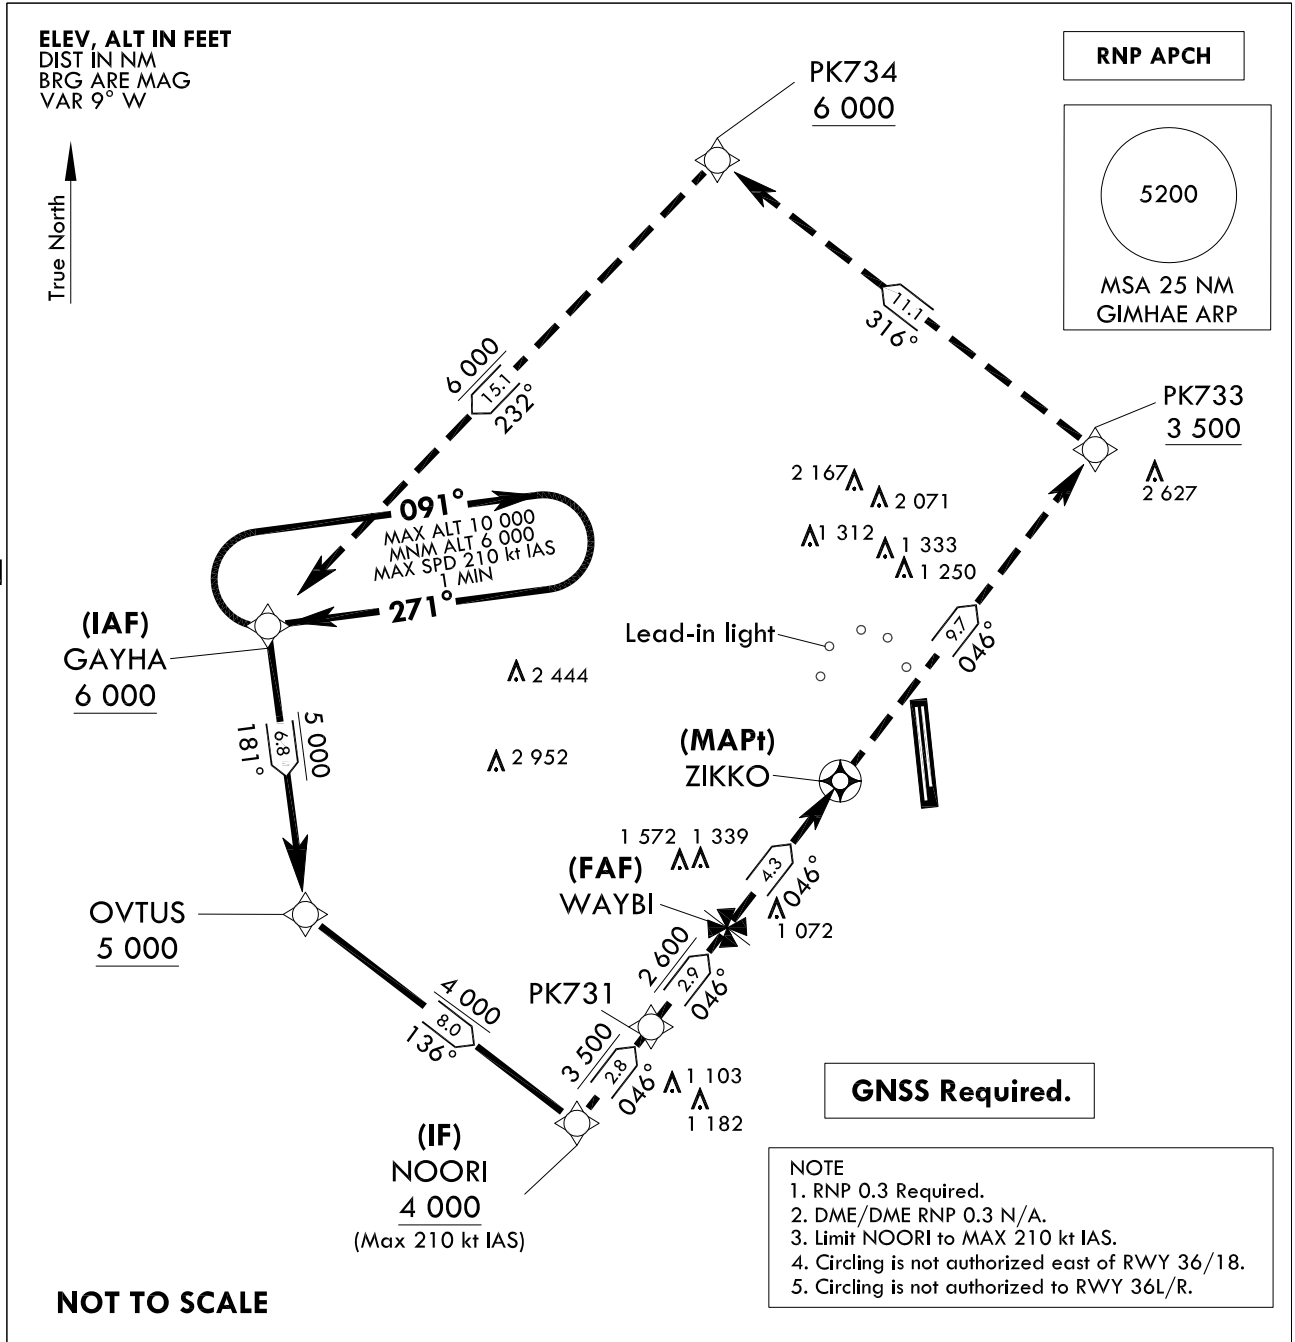 ELEV, ALT IN FEET
DIST IN NM
BRG ARE MAG
VAR 9° W
True North
RNP APCH
5200
MSA 25 NM
GIMHAE ARP
PK734
6 000
11.1
316°
PK733
3 500
6 000
15.1
232°
2 167
2 071
2 627
1 312
1 333
1 250
091°
MAX ALT 10 000
MNM ALT 6 000
MAX SPD 210 kt IAS
1 MIN
271°
(IAF)
GAYHA
6 000
Lead-in light
9.7
046°
2 444
5 000
6.8
181°
2 952
(MAPt)
ZIKKO
1 572
1 339
(FAF)
WAYBI
4.3
046°
1 072
OVTUS
5 000
2 600
2.9
046°
PK731
4 000
8.0
136°
3 500
2.8
046°
1 103
1 182
GNSS Required.
(IF)
NOORI
4 000
(Max 210 kt IAS)
NOTE
1. RNP 0.3 Required.
2. DME/DME RNP 0.3 N/A.
3. Limit NOORI to MAX 210 kt IAS.
4. Circling is not authorized east of RWY 36/18.
5. Circling is not authorized to RWY 36L/R.
NOT TO SCALE